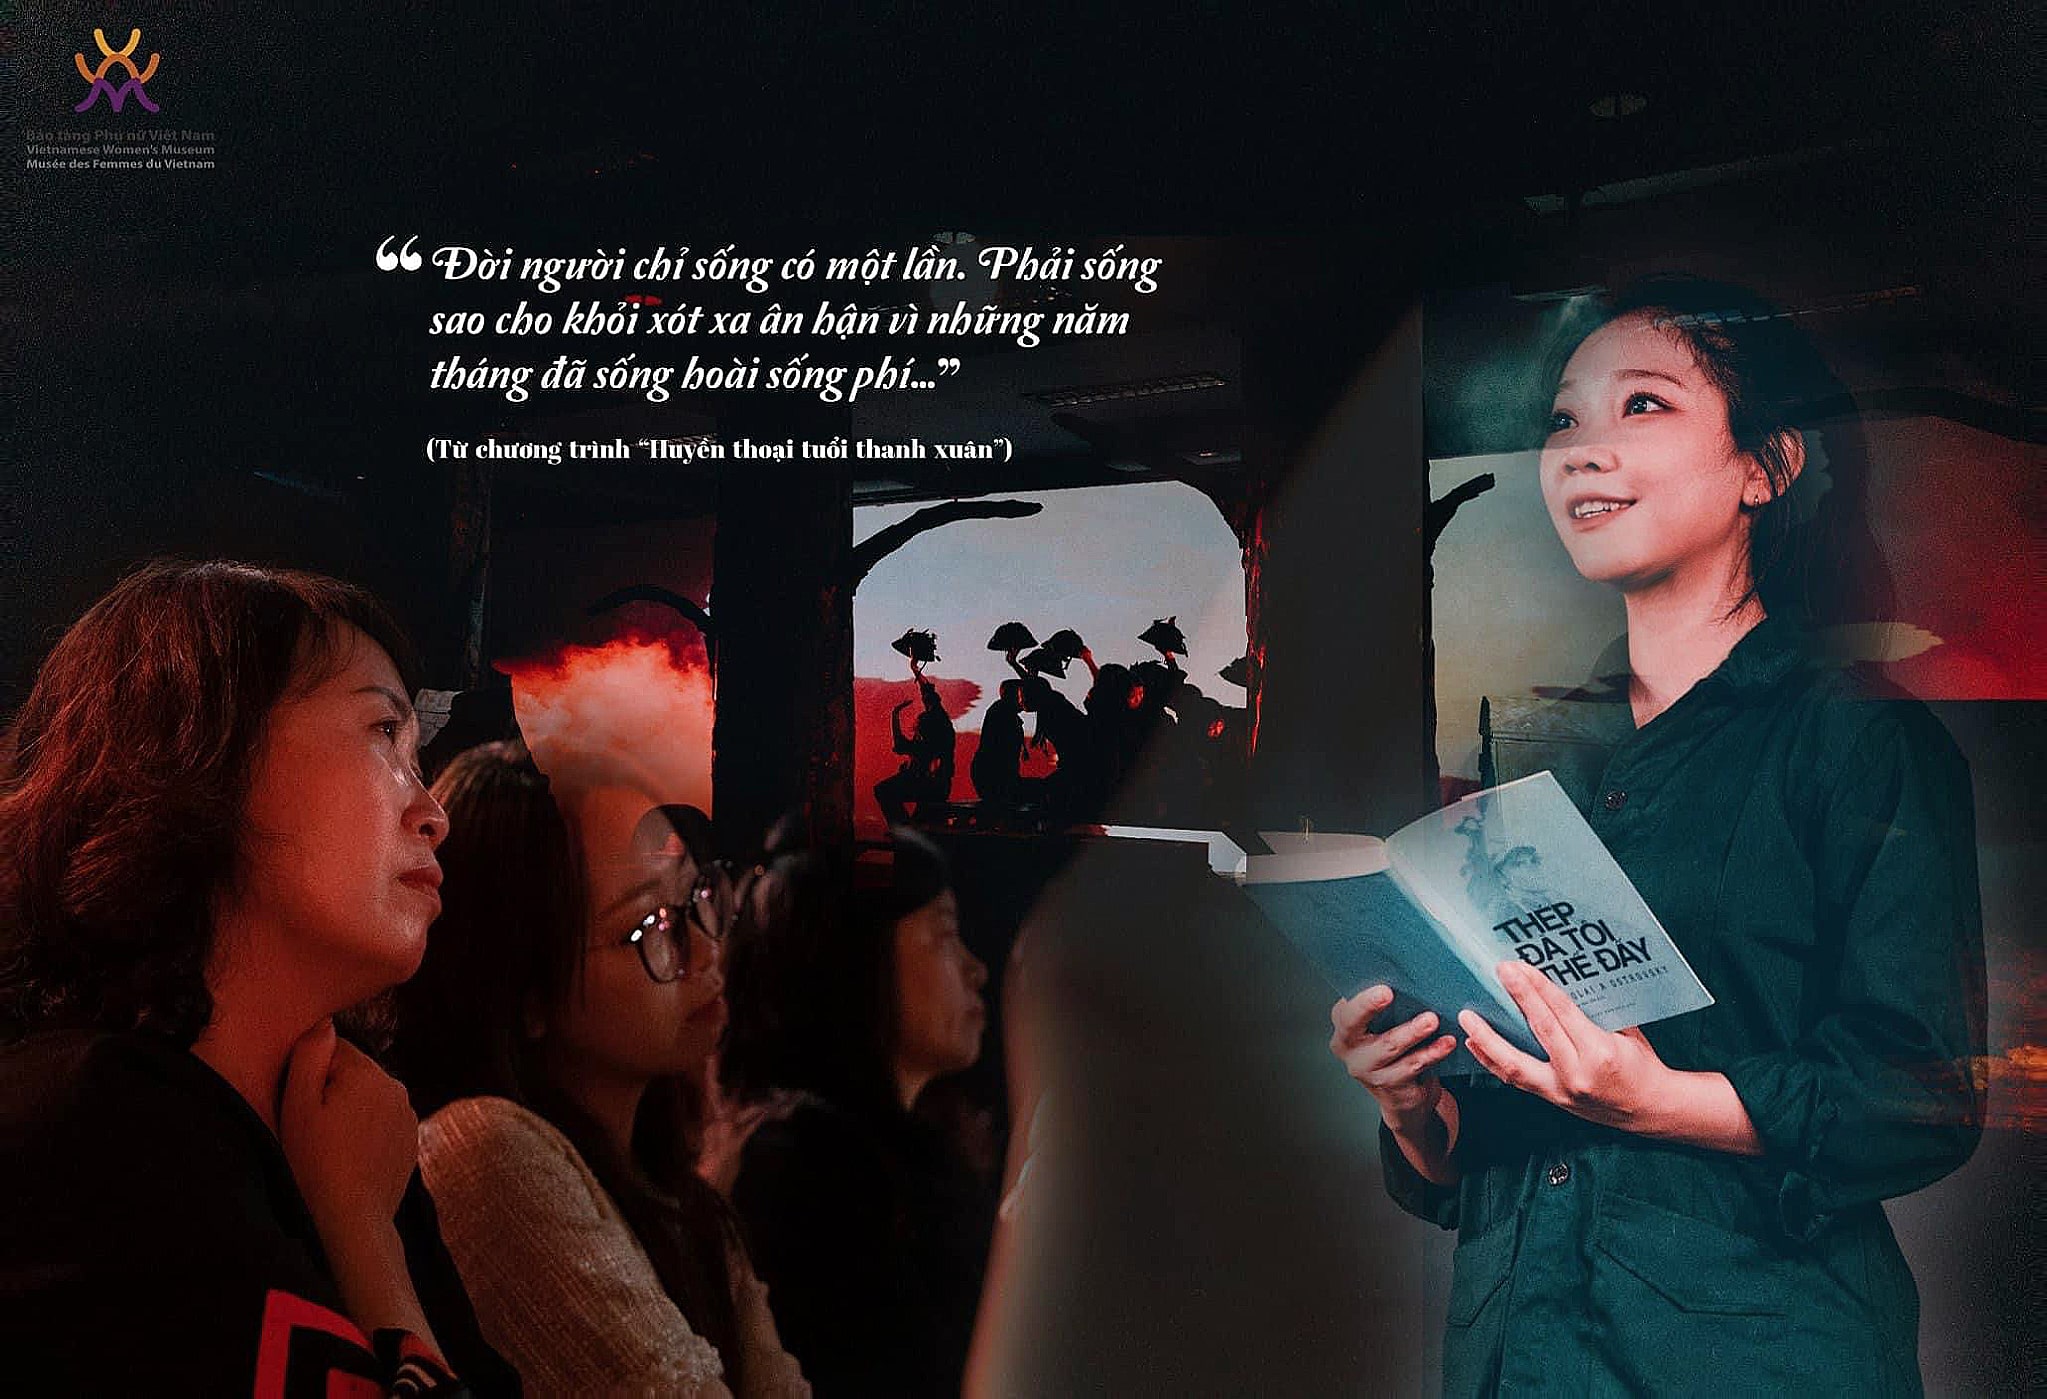 Bảo tàng Phụ nữ Việt Nam
Vietnamese Women's Museum
Musée des Femmes du Vietnam
“Đời người chỉ sống có một lần. Phải sống
sao cho khỏi xót xa ân hận vì những năm
tháng đã sống hoài sống phí...”
(Từ chương trình “Huyền thoại tuổi thanh xuân”)
THÉP
ĐÃ TÔI
THẾ ĐẤY
OSTROVSKY